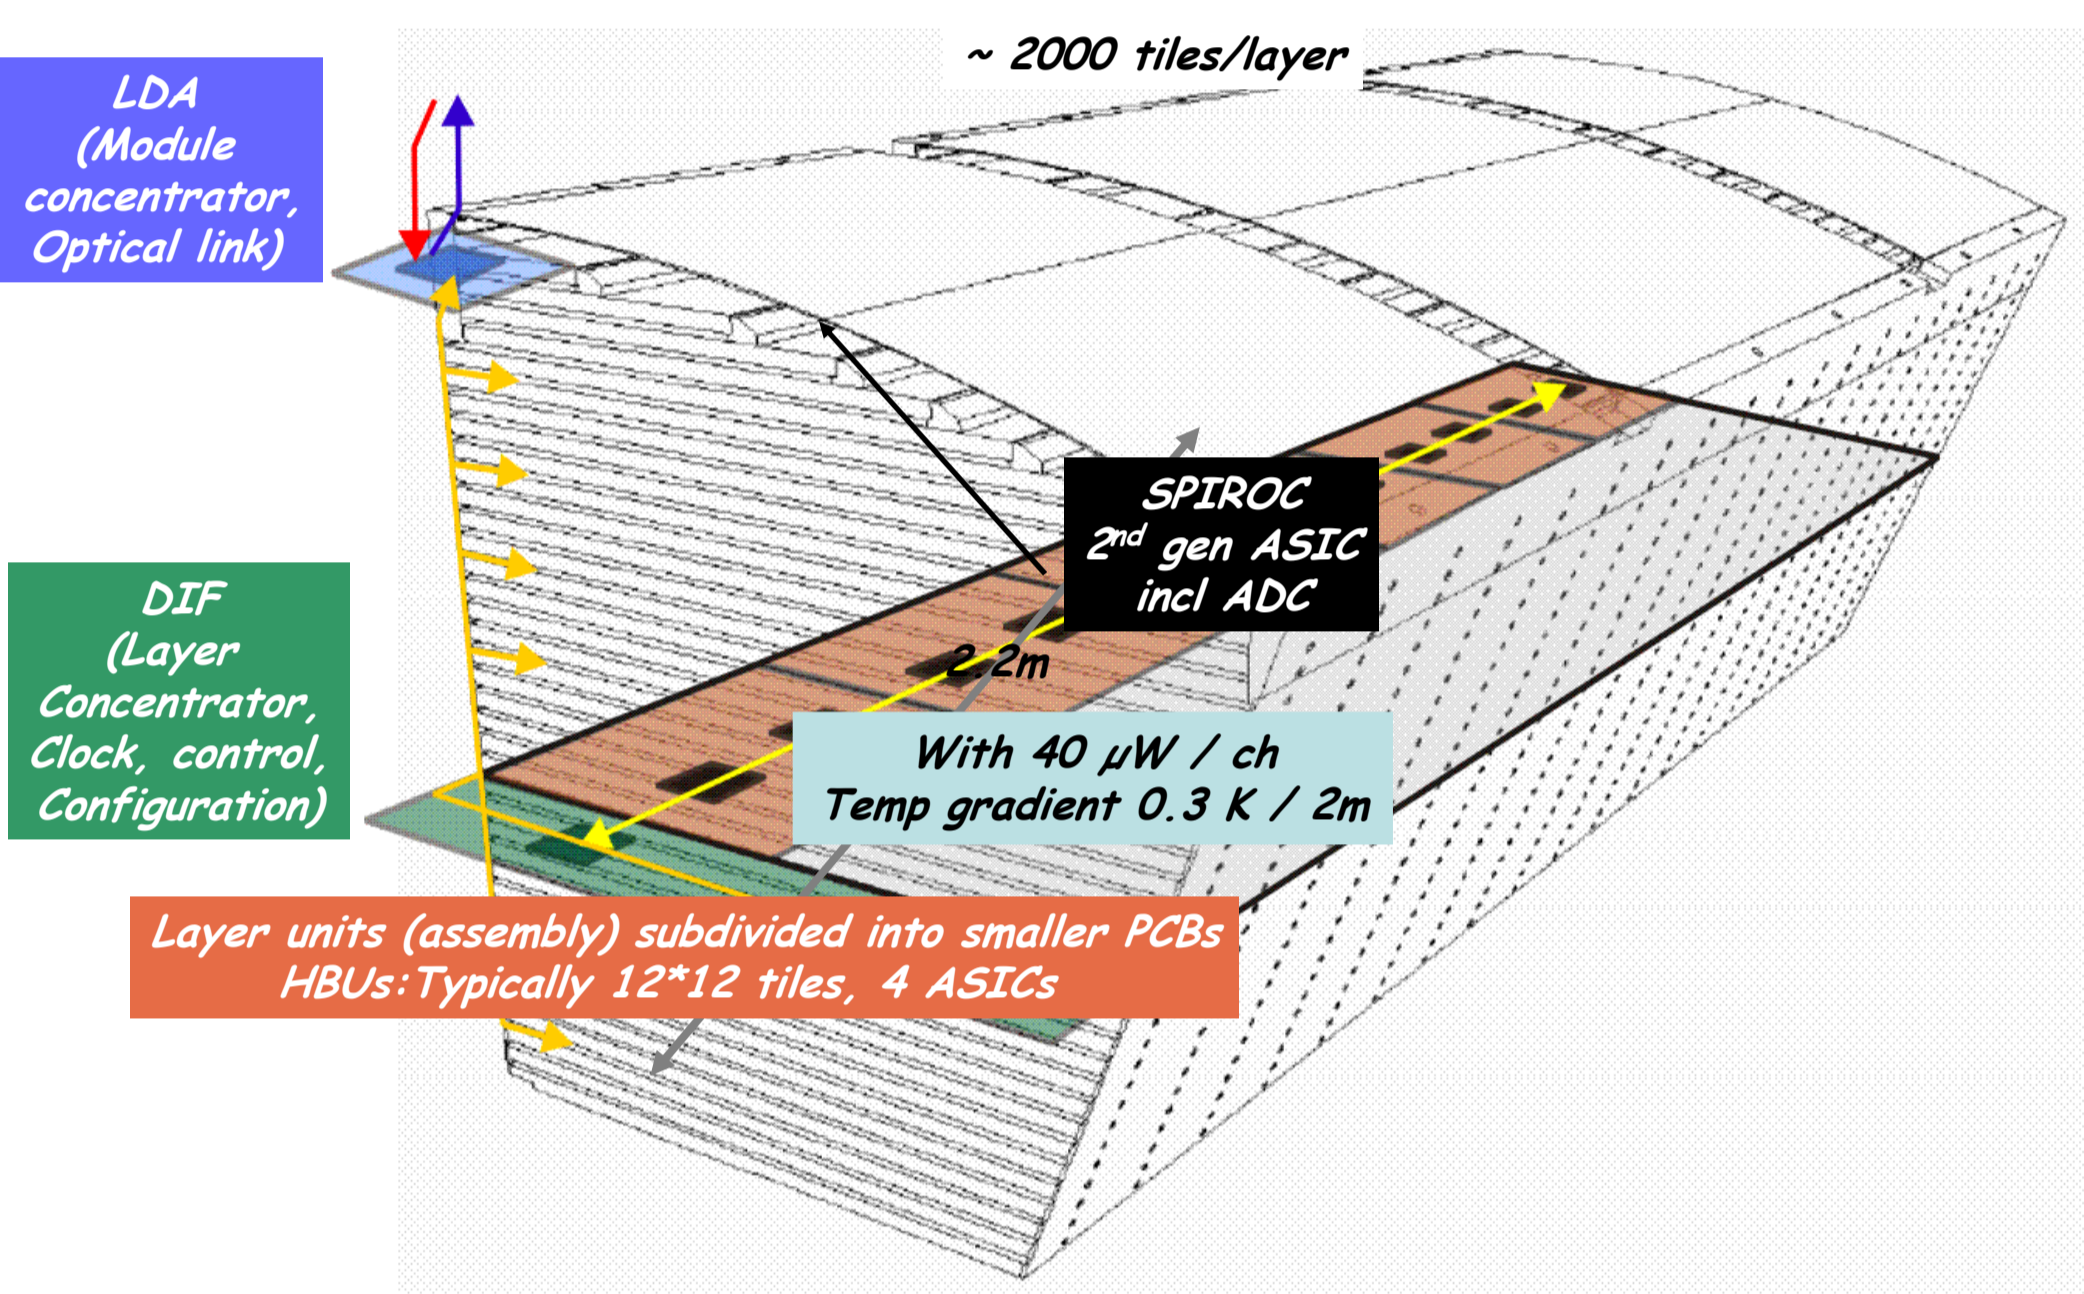 ~ 2000 tiles/layer
LDA
(Module
concentrator,
Optical link)
SPIROC
2nd gen ASIC
incl ADC
DIF
(Layer
Concentrator,
Clock, control,
Configuration)
2.2m
With 40 µW / ch
Temp gradient 0.3 K / 2m
Layer units (assembly) subdivided into smaller PCBs
HBUs:Typically 12*12 tiles, 4 ASICs